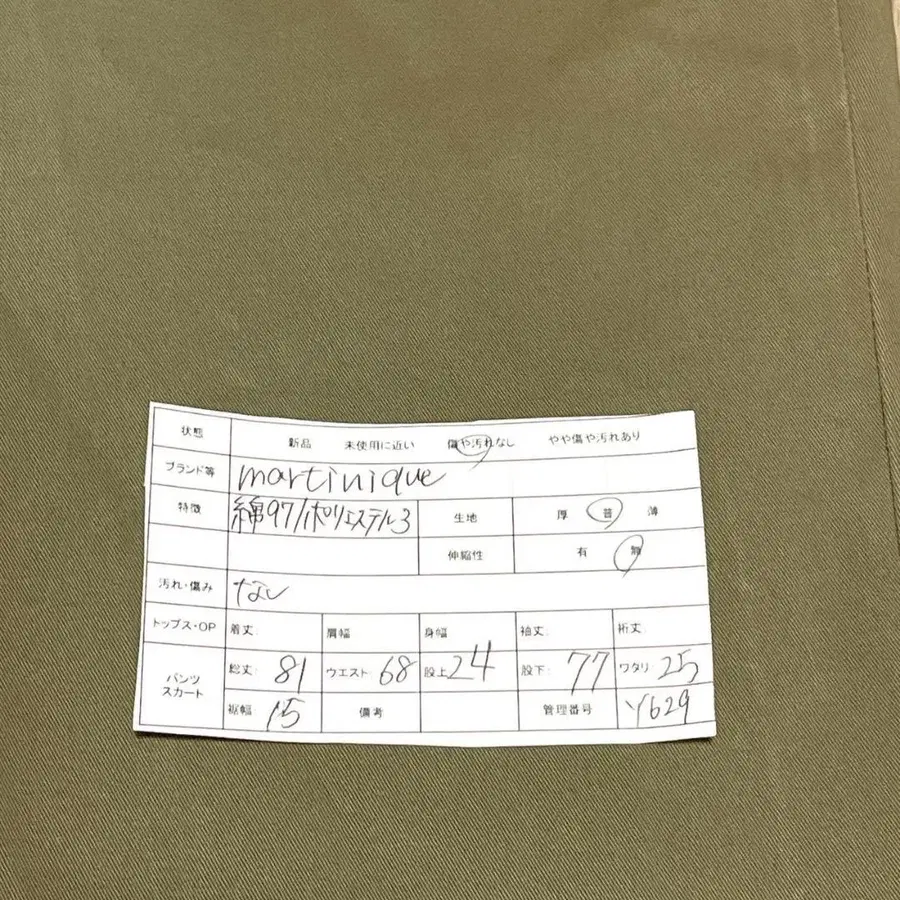 状態 新品 未使用に近い 傷や汚れなし やや傷や汚れあり
ブランド等 martinique
特徴 綿97/ポリエステル3 生地 厚 普 薄
伸縮性 有 無
汚れ・傷み なし
トップス・OP 着丈: 肩幅 身幅 袖丈: 裄丈
パンツ スカート 総丈: 81 ウエスト: 68 股上 24 股下: 77 ワタリ 25
裾幅 15 備考 管理番号 Y629